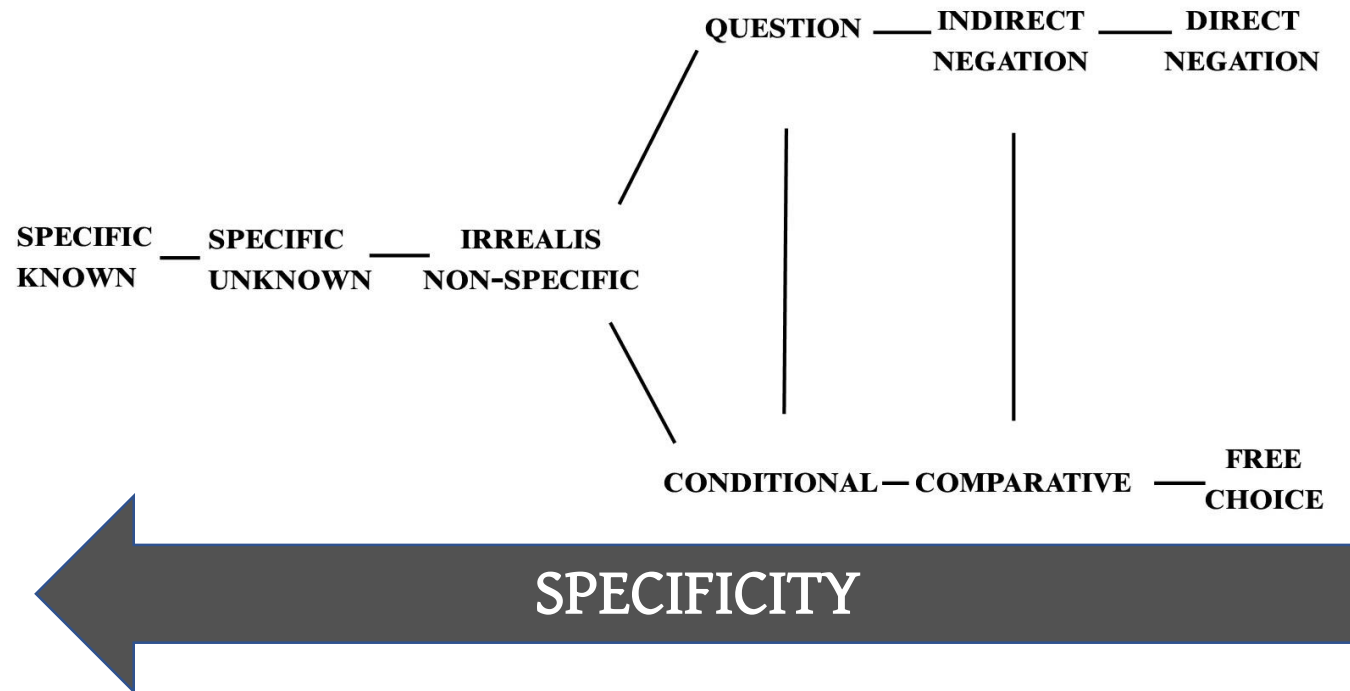 QUESTION
INDIRECT
NEGATION
DIRECT
NEGATION
SPECIFIC
KNOWN
SPECIFIC
UNKNOWN
IRREALIS
NON-SPECIFIC
CONDITIONAL
COMPARATIVE
FREE
CHOICE
SPECIFICITY